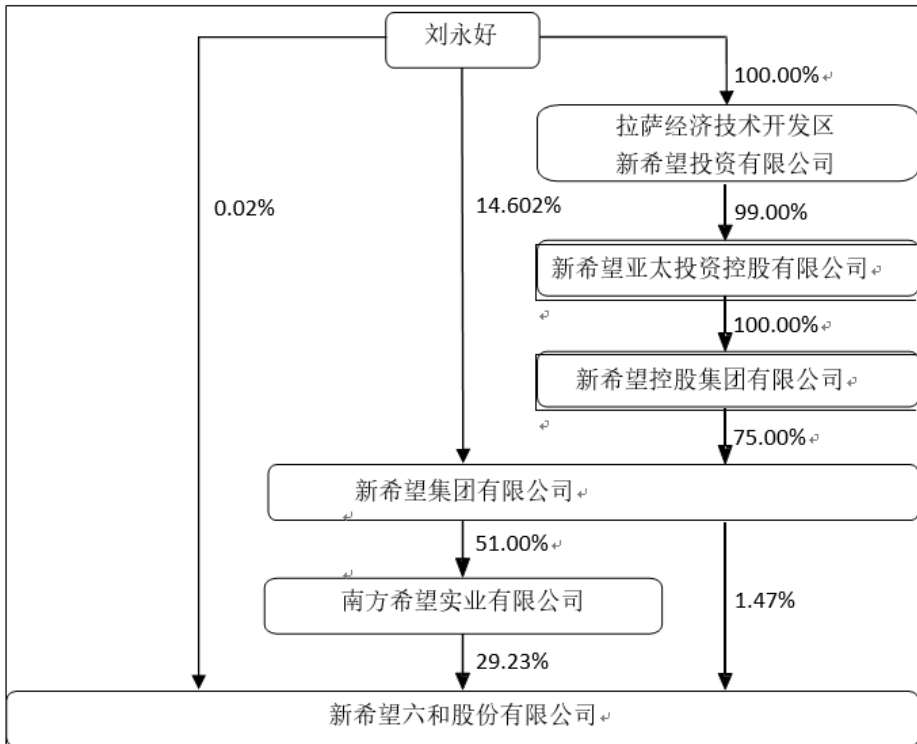 刘永好
100.00%
拉萨经济技术开发区
新希望投资有限公司
0.02%
14.602%
99.00%
新希望亚太投资控股有限公司
100.00%
新希望控股集团有限公司
75.00%
新希望集团有限公司
51.00%
南方希望实业有限公司
1.47%
29.23%
新希望六和股份有限公司